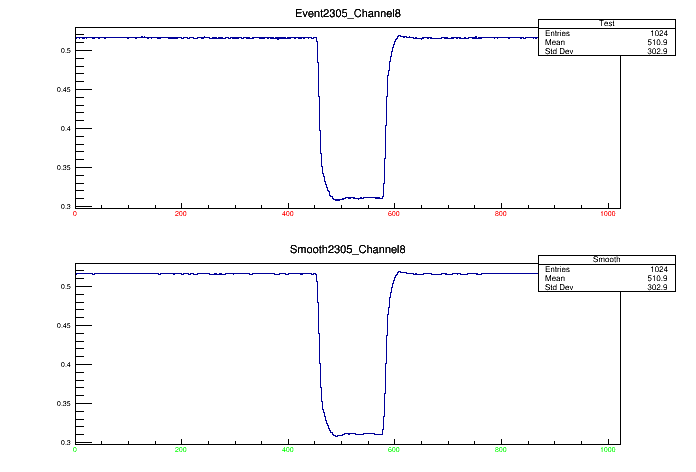 Event2305_Channel8
Test
Entries 1024
Mean 510.9
Std Dev 302.9
0.5
0.45
0.4
0.35
0.3
0 200 400 600 800 1000
Smooth2305_Channel8
Smooth
Entries 1024
Mean 510.9
Std Dev 302.9
0.5
0.45
0.4
0.35
0.3
0 200 400 600 800 1000